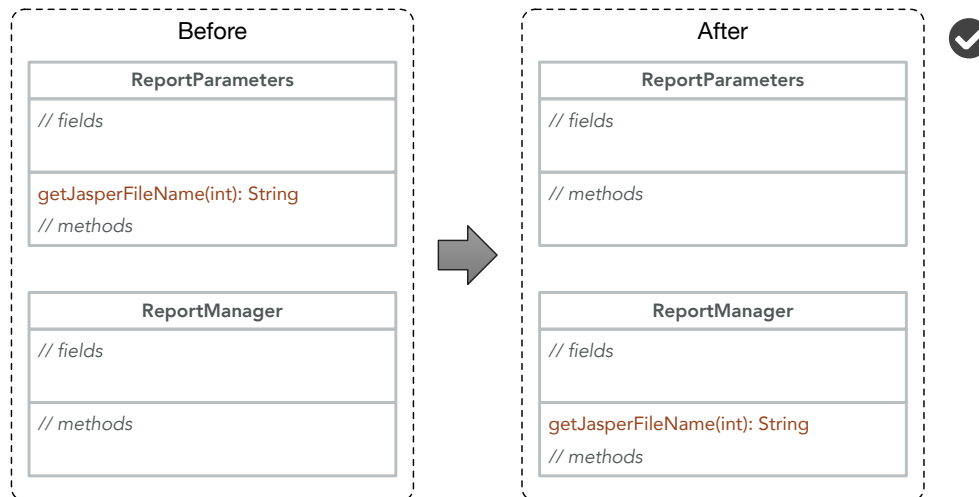 Before
ReportParameters
// fields
getJasperFileName(int): String
// methods
ReportManager
// fields
// methods
After
ReportParameters
// fields
// methods
ReportManager
// fields
getJasperFileName(int): String
// methods